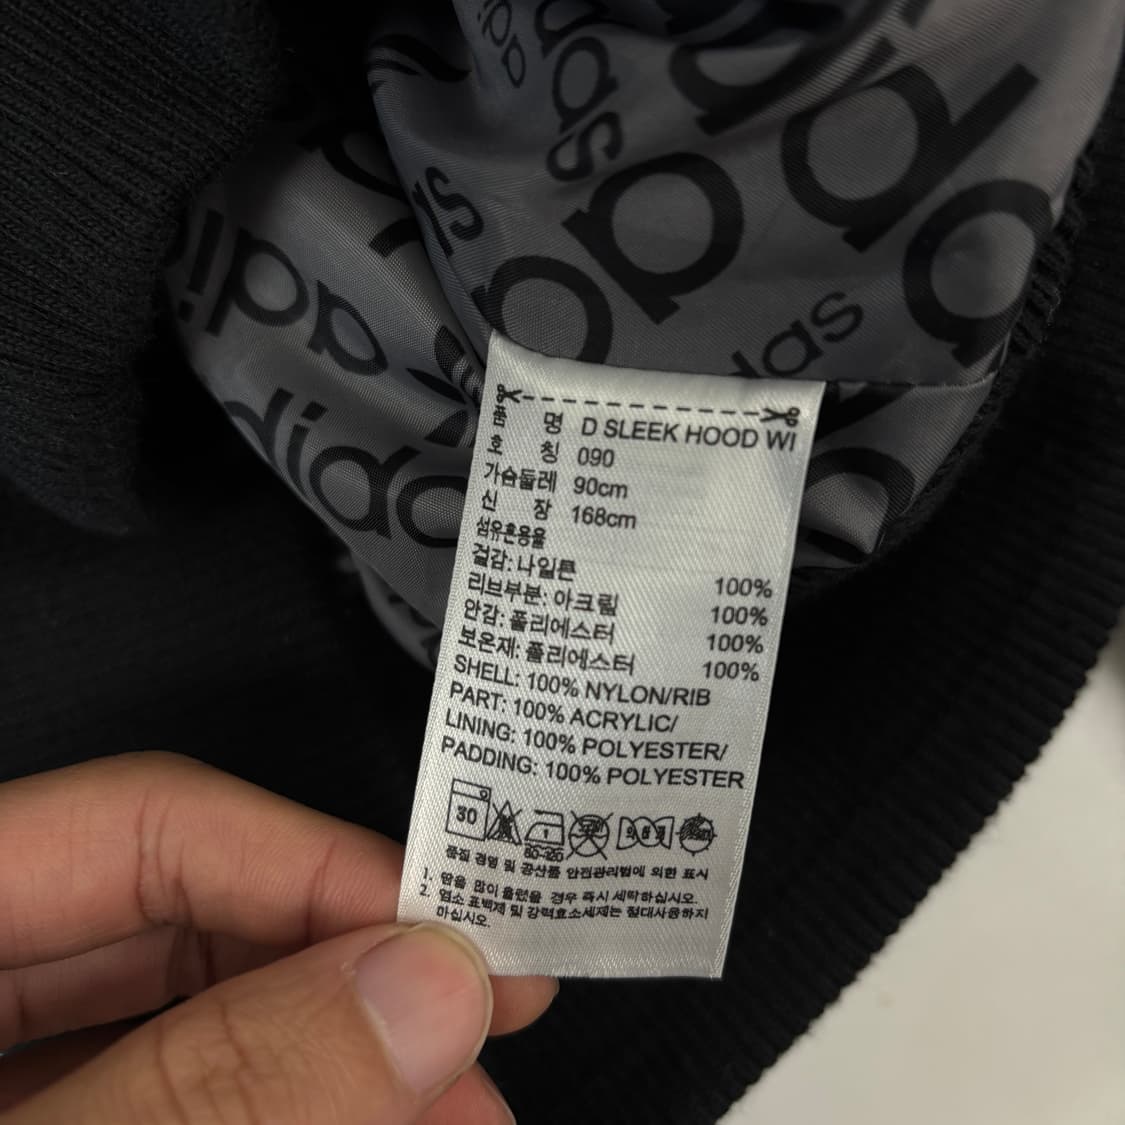 adidas
das
adi
didas
품 명 D SLEEK HOOD WI
호 칭 090
가슴둘레 90cm
신 장 168cm
섬유혼용율
겉감: 나일론 100%
리브부분: 아크릴 100%
안감: 폴리에스터 100%
보온재: 폴리에스터 100%
SHELL: 100% NYLON/RIB
PART: 100% ACRYLIC/
LINING: 100% POLYESTER/
PADDING: 100% POLYESTER
30
품질 경영 및 공산품 안전관리법에 의한 표시
1. 땀을 많이 흘렸을 경우 즉시 세탁하십시오.
2. 염소 표백제 및 강력효소세제는 절대사용하지
마십시오.